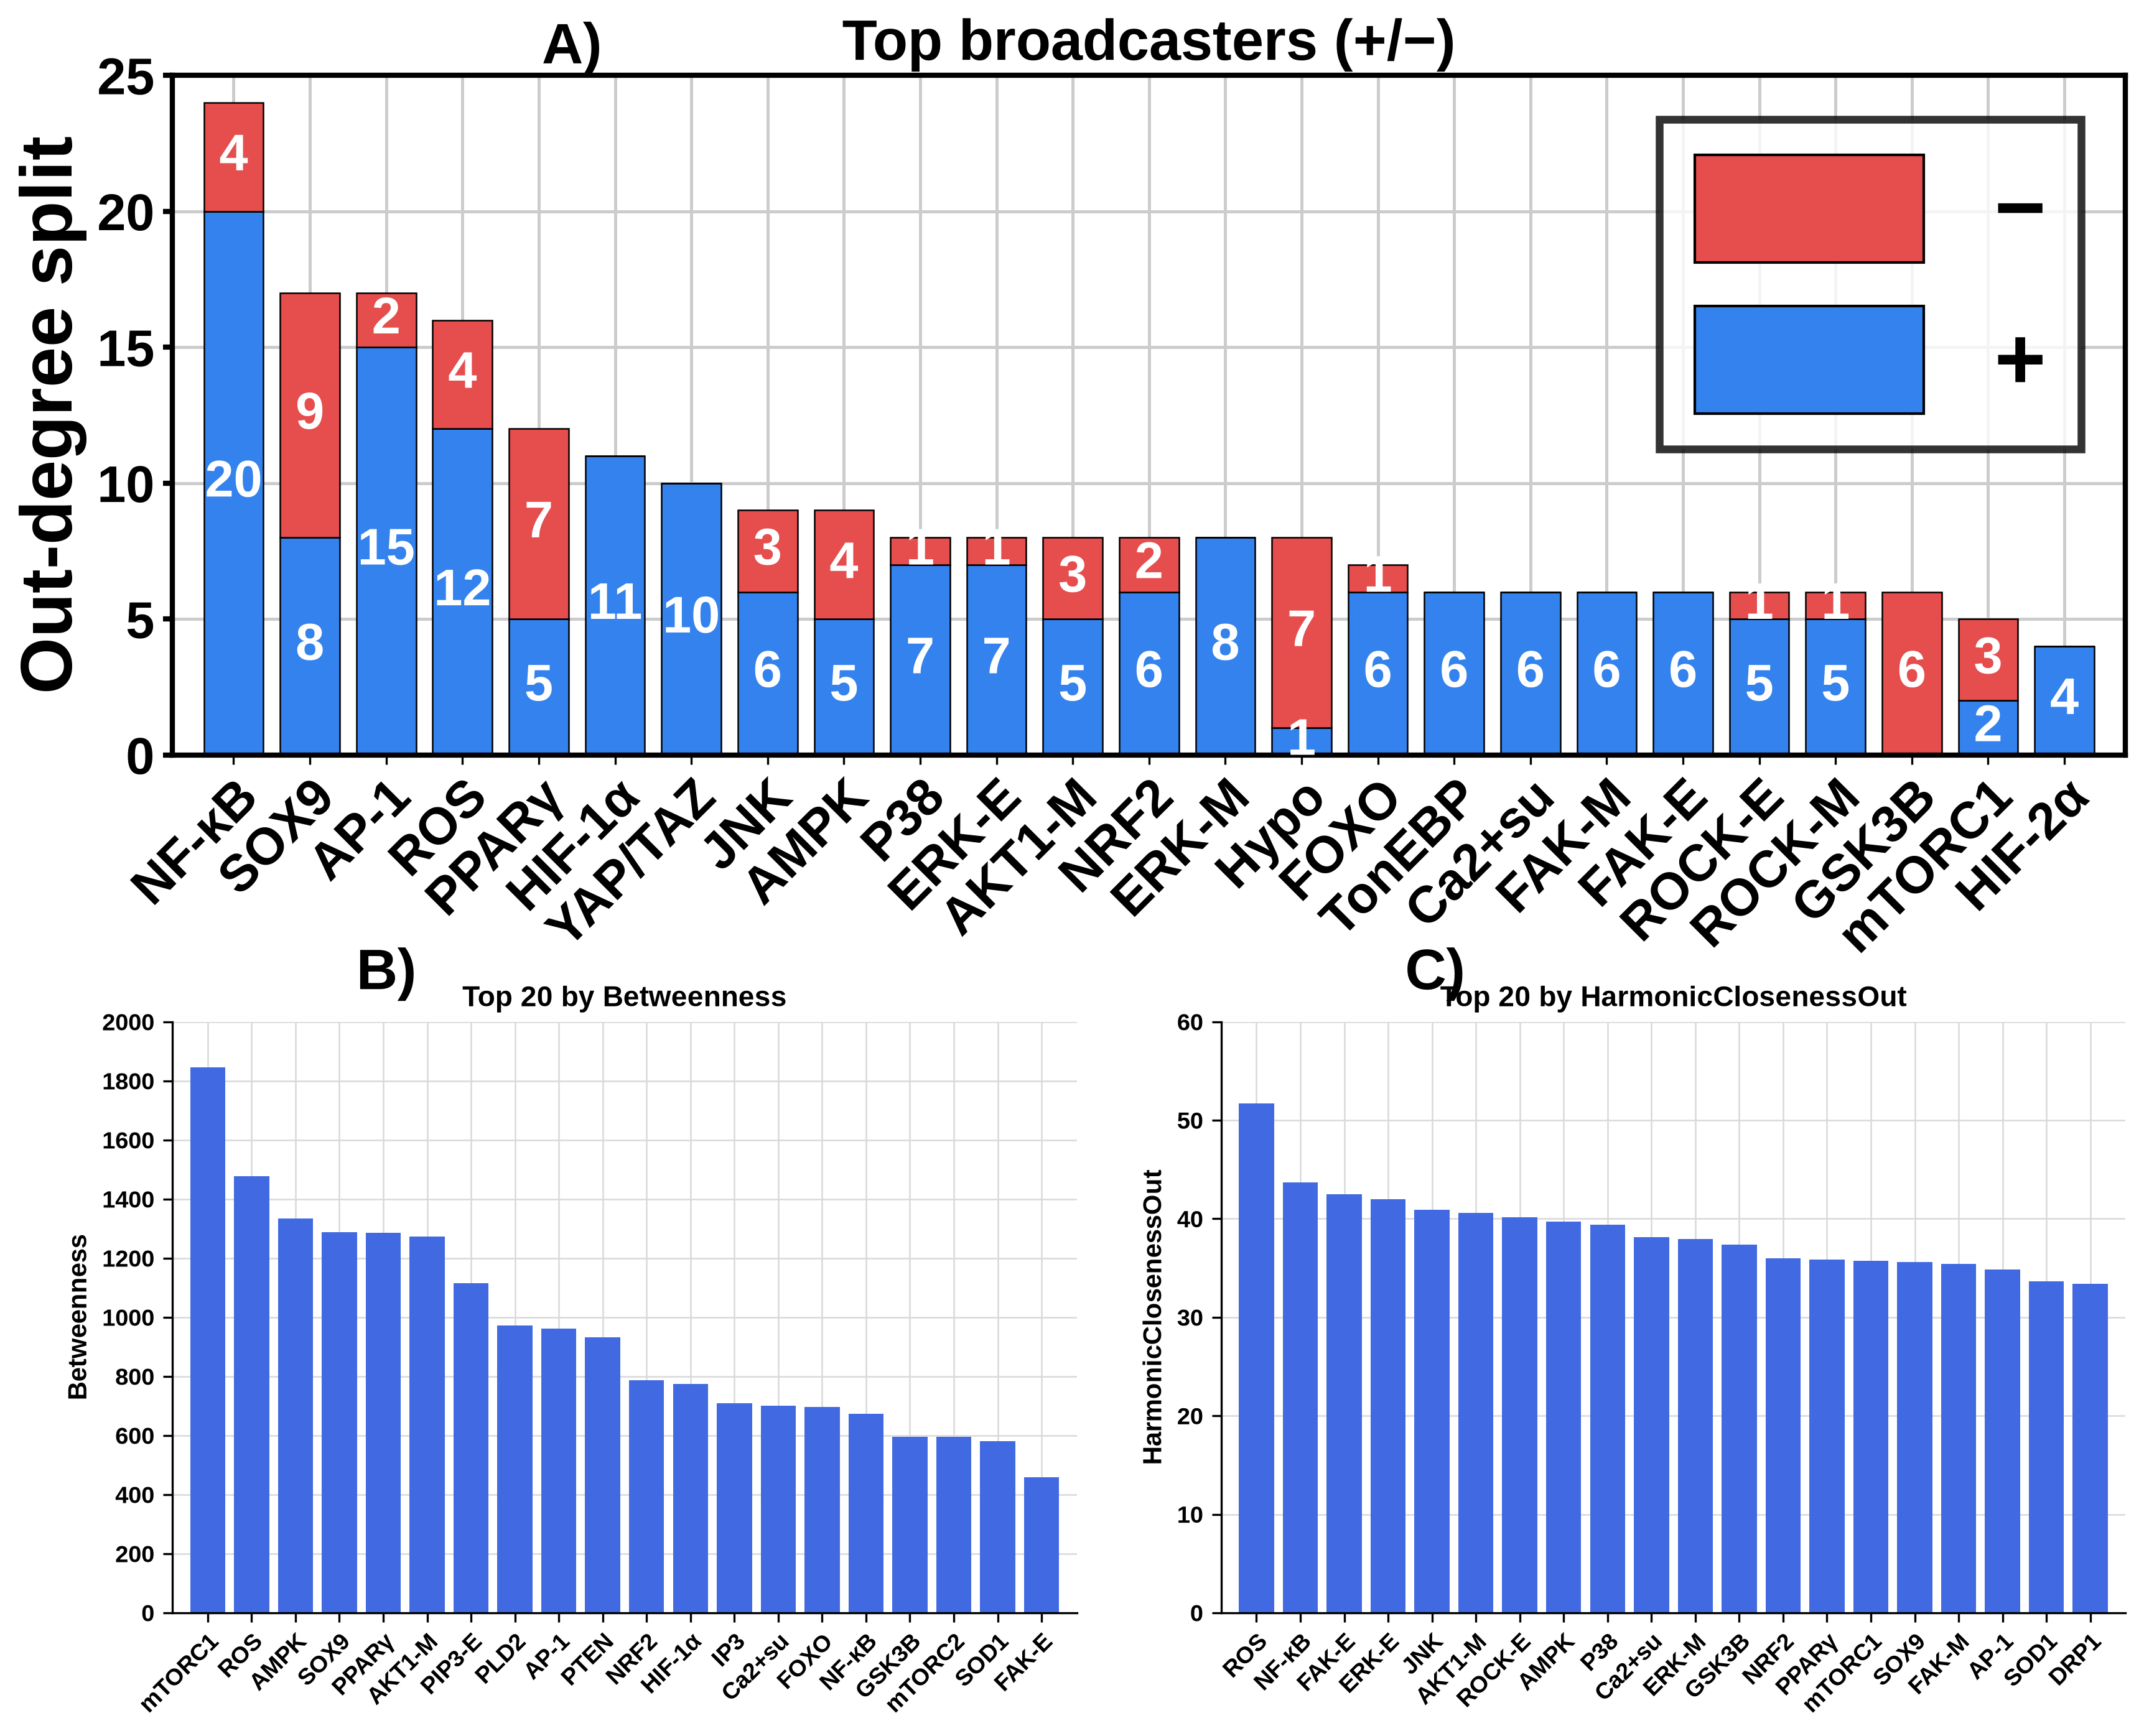 A) Top broadcasters (+/−)
Out-degree split
25
20
15
10
5
0
4 9 2 4 7 3 4 1 1 3 2 7 1 1 1 6 3
20 8 15 12 5 11 10 6 5 7 7 5 6 8 1 6 6 6 6 6 5 5 2 4
−
+
NF-κB SOX9 AP-1 ROS PPARγ HIF-1α YAP/TAZ JNK AMPK P38 ERK-E AKT1-M NRF2 ERK-M Hypo FOXO TonEBP Ca2+su FAK-M FAK-E ROCK-E ROCK-M GSK3B mTORC1 HIF-2α
B) Top 20 by Betweenness
Betweenness
2000
1800
1600
1400
1200
1000
800
600
400
200
0
mTORC1 ROS AMPK SOX9 PPARγ AKT1-M PIP3-E PLD2 AP-1 PTEN NRF2 HIF-1α IP3 Ca2+su FOXO NF-κB GSK3B mTORC2 SOD1 FAK-E
C) Top 20 by HarmonicClosenessOut
HarmonicClosenessOut
60
50
40
30
20
10
0
ROS NF-κB FAK-E ERK-E JNK AKT1-M ROCK-E AMPK P38 Ca2+su ERK-M GSK3B NRF2 PPARγ mTORC1 SOX9 FAK-M AP-1 SOD1 DRP1